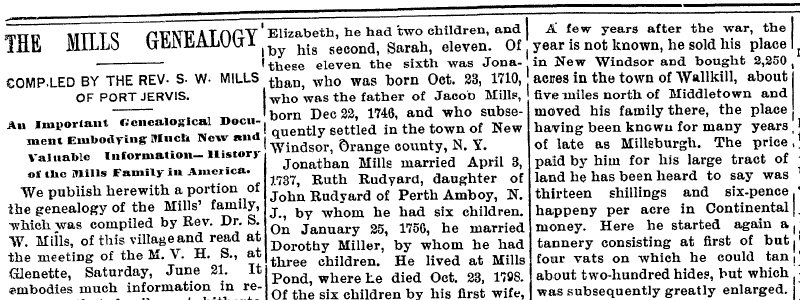 THE MILLS GENEALOGY
COMP.LED BY THE REV. S. W. MILLS
OF PORT JERVIS.
An Important Genealogical Docu-
ment Embodying Much New and
Valuable Information—History
of the Mills Family in America.
We publish herewith a portion of
the genealogy of the Mills' family,
which was compiled by Rev. Dr. S.
W. Mills, of this village and read at
the meeting of the M. V. H. S., at
Glenette, Saturday, June 21. It
embodies much information in re-
Elizabeth, he had two children, and
by his second, Sarah, eleven. Of
these eleven the sixth was Jona-
than, who was born Oct. 23, 1710,
who was the father of Jacob Mills,
born Dec 22, 1746, and who subse-
quently settled in the town of New
Windsor, Orange county, N. Y.
Jonathan Mills married April 3,
1737, Ruth Rudyard, daughter of
John Rudyard of Perth Amboy, N.
J., by whom he had six children.
On January 25, 1756, he married
Dorothy Miller, by whom he had
three children. He lived at Mills
Pond, where he died Oct. 23, 1798.
Of the six children by his first wife,
A few years after the war, the
year is not known, he sold his place
in New Windsor and bought 2,250
acres in the town of Wallkill, about
five miles north of Middletown and
moved his family there, the place
having been known for many years
of late as Millsburgh. The price
paid by him for his large tract of
land he has been heard to say was
thirteen shillings and six-pence
happeny per acre in Continental
money. Here he started again a
tannery consisting at first of but
four vats on which he could tan
about two-hundred hides, but which
was subsequently greatly enlarged.